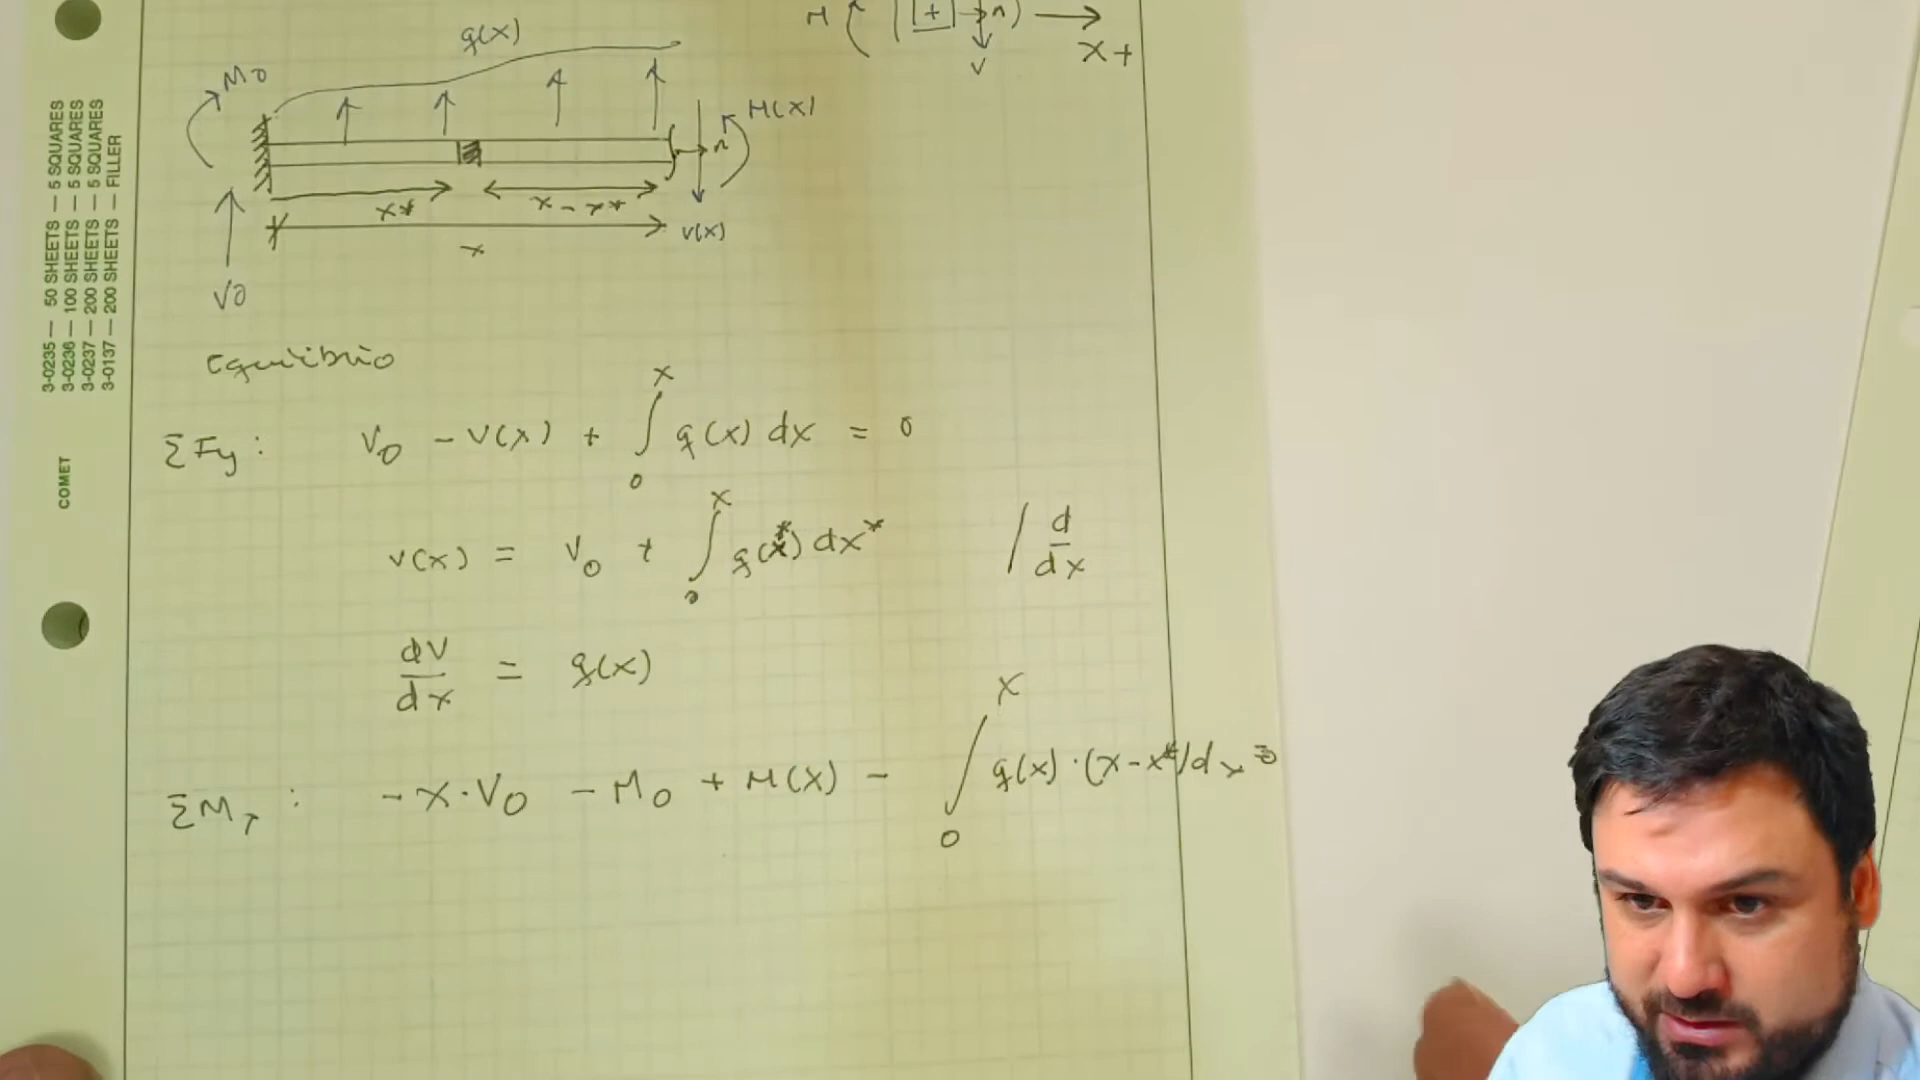 q(x)
M ( [+] → n ) → x+
v
M0
M(x)
n
x*
x - x*
v(x)
x
V0
Equilibrio
ΣFy : V0 - V(x) + ∫0x q(x) dx = 0
V(x) = V0 + ∫0x q(x*) dx* / d/dx
dV/dx = q(x)
ΣMT : -x·V0 - M0 + M(x) - ∫0x q(x)·(x-x*) dx = 0
3-0235 — 50 SHEETS — 5 SQUARES
3-0236 — 100 SHEETS — 5 SQUARES
3-0237 — 200 SHEETS — 5 SQUARES
3-0137 — 200 SHEETS — FILLER
COMET